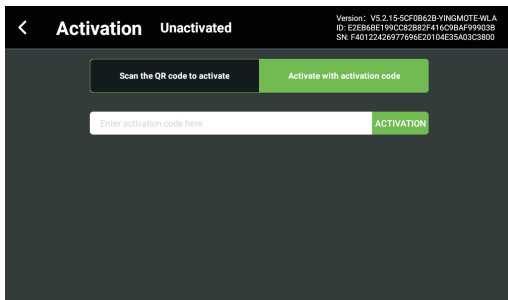 Activation Unactivated
Version: V5.2.15-5CF0B62B-YINGMOTE-WLA
ID: E2EB6BE199CC82B82F416C9BAF99903B
SN: F40122426977696E20104E35A03C3800
Scan the QR code to activate
Activate with activation code
Enter activation code here
ACTIVATION